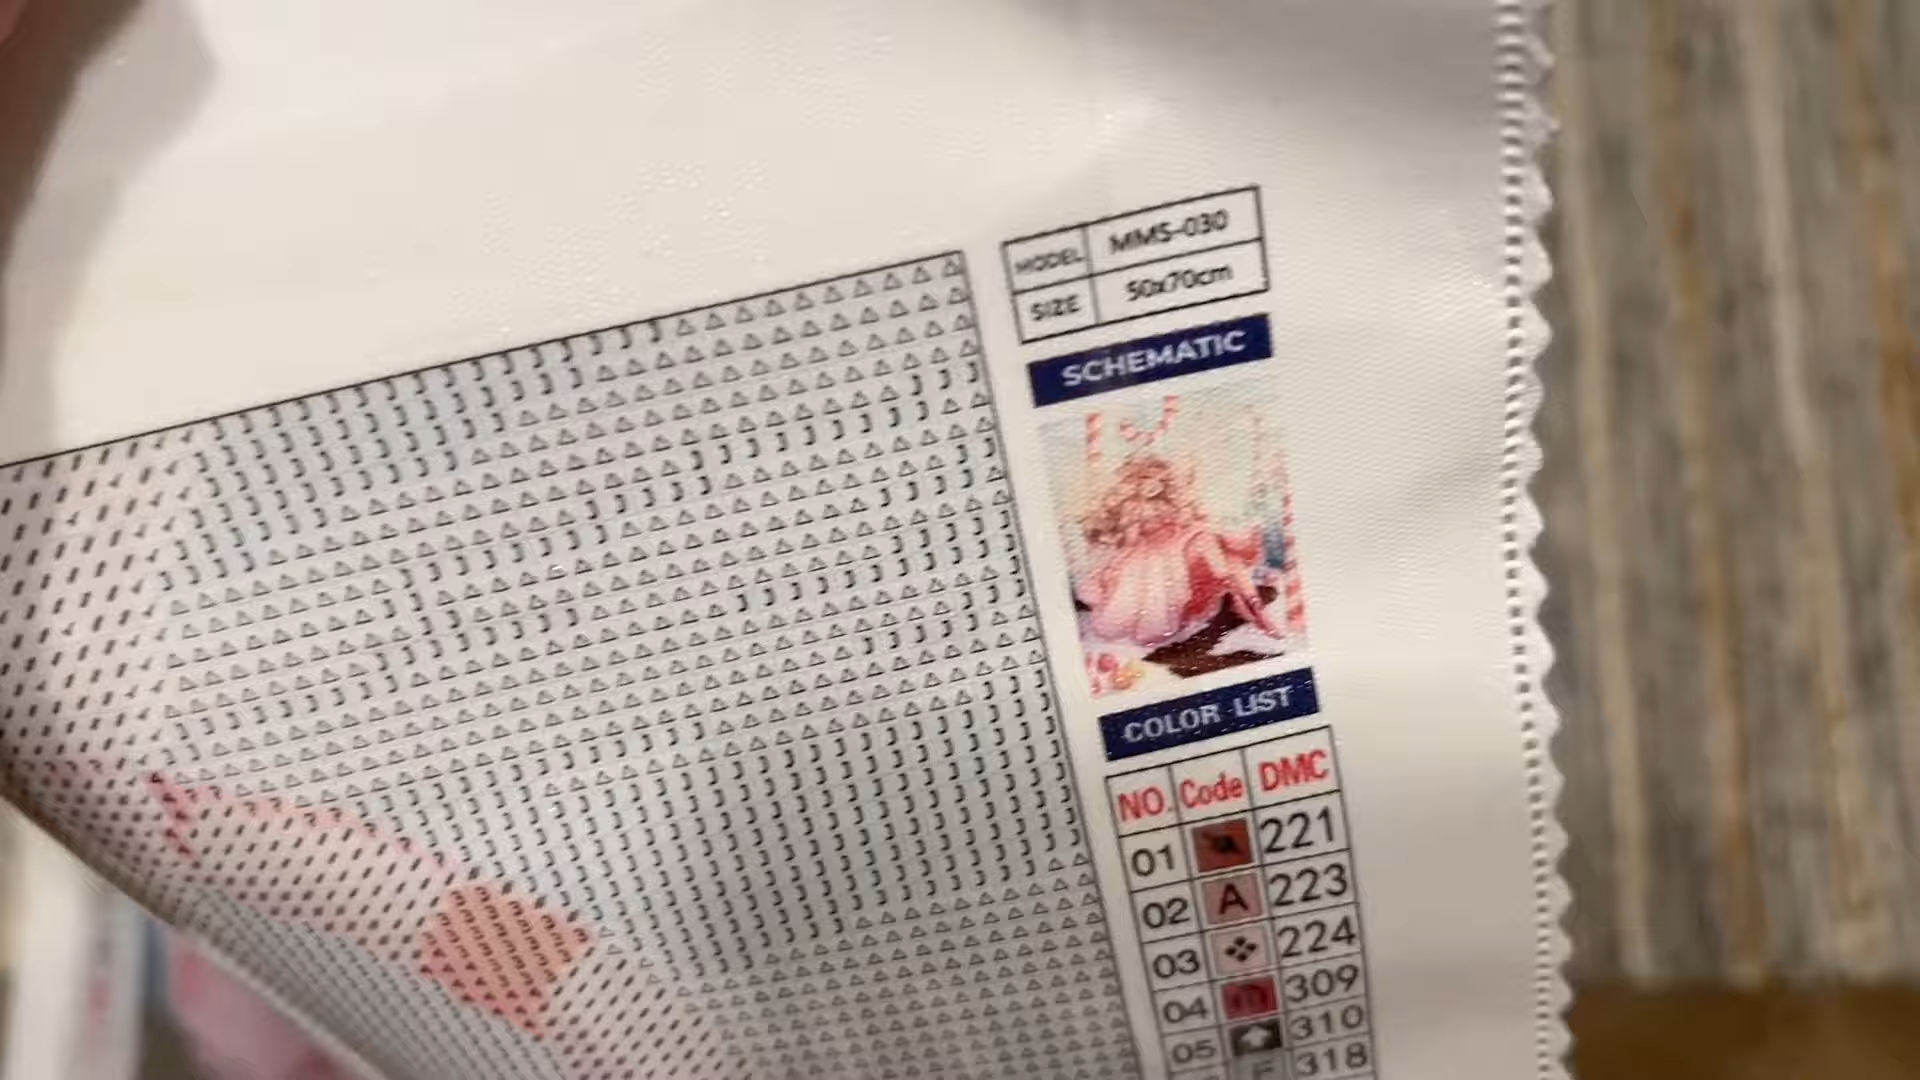 MODEL MMS-030
SIZE 50x70cm
SCHEMATIC
COLOR LIST
NO. Code DMC
01 221
02 A 223
03 224
04 m 309
05 310
F 318